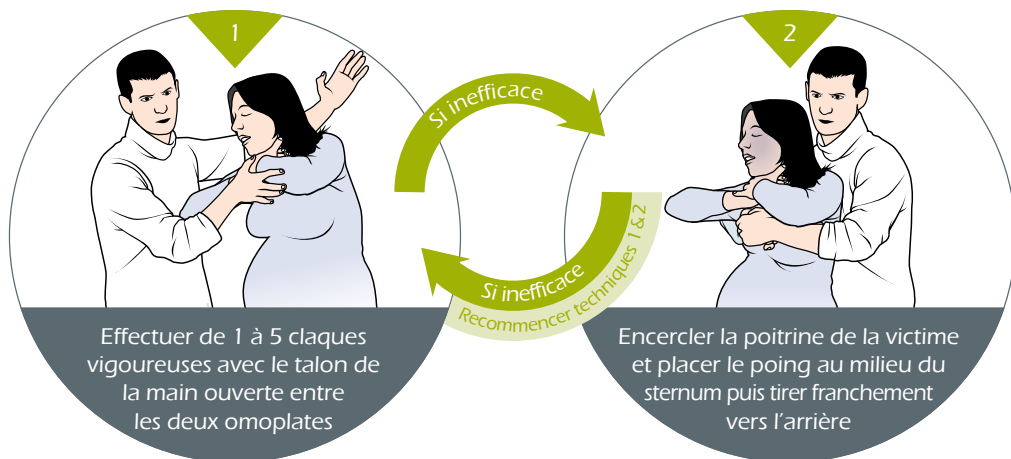 1
2
Si inefficace
Si inefficace
Recommencer techniques 1 & 2
Effectuer de 1 à 5 claques
vigoureuses avec le talon de
la main ouverte entre
les deux omoplates
Encercler la poitrine de la victime
et placer le poing au milieu du
sternum puis tirer franchement
vers l'arrière